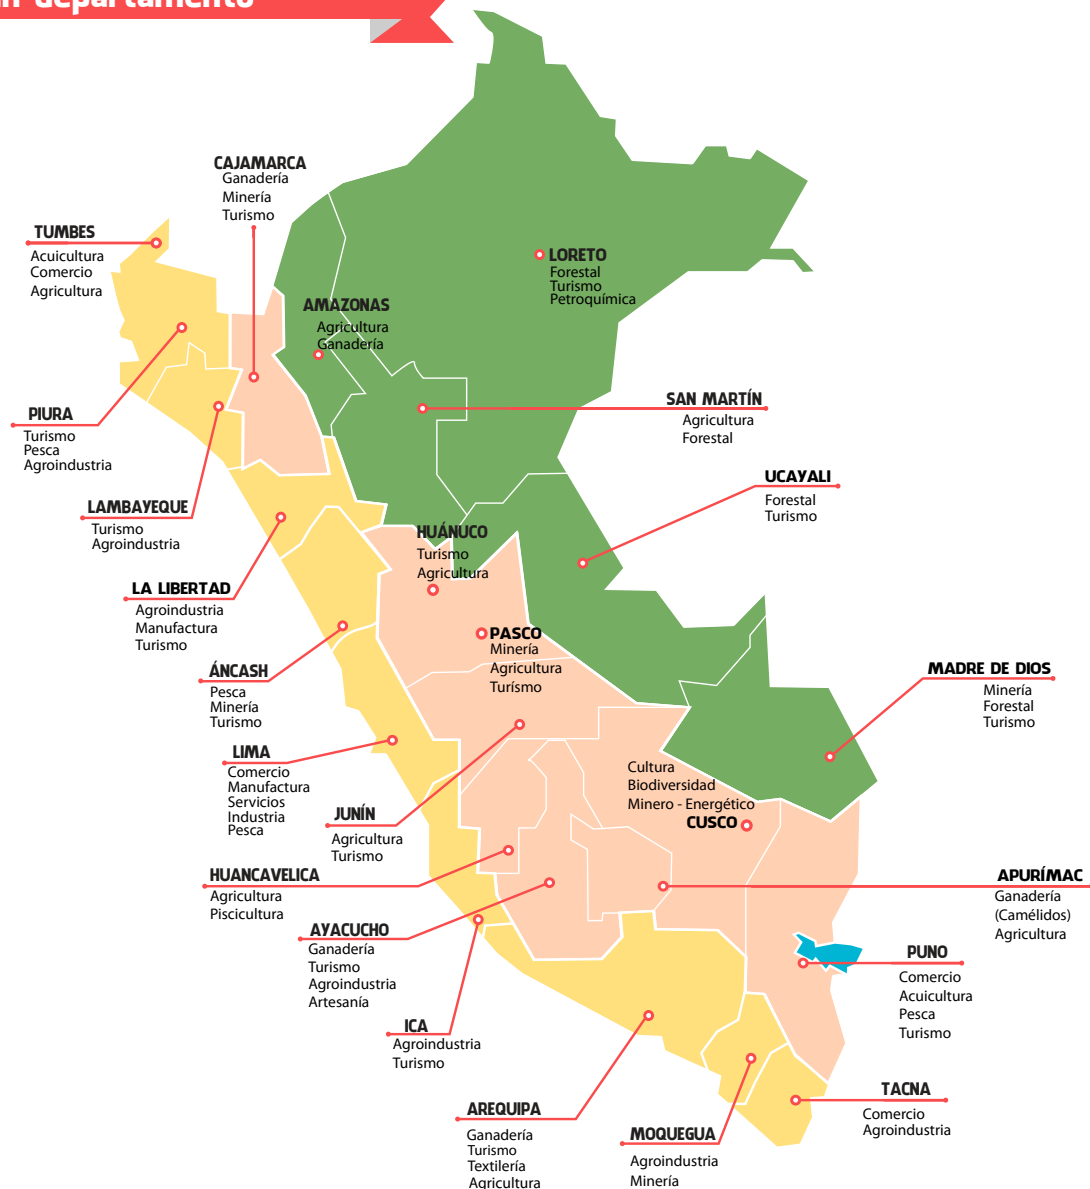 departamento
CAJAMARCA
Ganadería
Minería
Turismo
TUMBES
Acuicultura
Comercio
Agricultura
LORETO
Forestal
Turismo
Petroquímica
AMAZONAS
Agricultura
Ganadería
SAN MARTÍN
Agricultura
Forestal
PIURA
Turismo
Pesca
Agroindustria
UCAYALI
Forestal
Turismo
LAMBAYEQUE
Turismo
Agroindustria
HUÁNUCO
Turismo
Agricultura
LA LIBERTAD
Agroindustria
Manufactura
Turismo
PASCO
Minería
Agricultura
Turísmo
ÁNCASH
Pesca
Minería
Turismo
MADRE DE DIOS
Minería
Forestal
Turismo
LIMA
Comercio
Manufactura
Servicios
Industria
Pesca
Cultura
Biodiversidad
Minero - Energético
CUSCO
JUNÍN
Agricultura
Turismo
HUANCAVELICA
Agricultura
Piscicultura
APURÍMAC
Ganadería
(Camélidos)
Agricultura
AYACUCHO
Ganadería
Turismo
Agroindustria
Artesanía
PUNO
Comercio
Acuicultura
Pesca
Turismo
ICA
Agroindustria
Turismo
TACNA
Comercio
Agroindustria
AREQUIPA
Ganadería
Turismo
Textilería
Agricultura
MOQUEGUA
Agroindustria
Minería